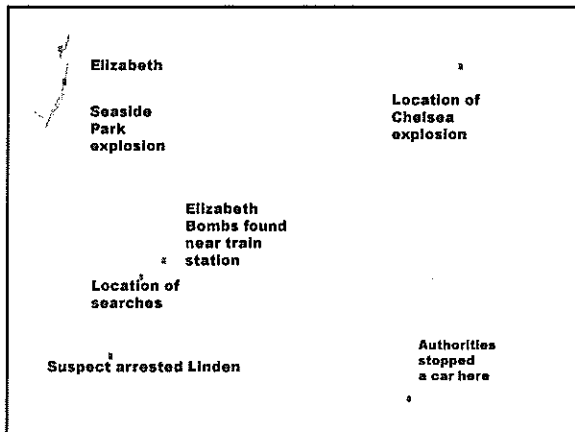 Elizabeth
Seaside
Park
explosion
Location of
Chelsea
explosion
Elizabeth
Bombs found
near train
station
Location of
searches
Suspect arrested Linden
Authorities
stopped
a car here